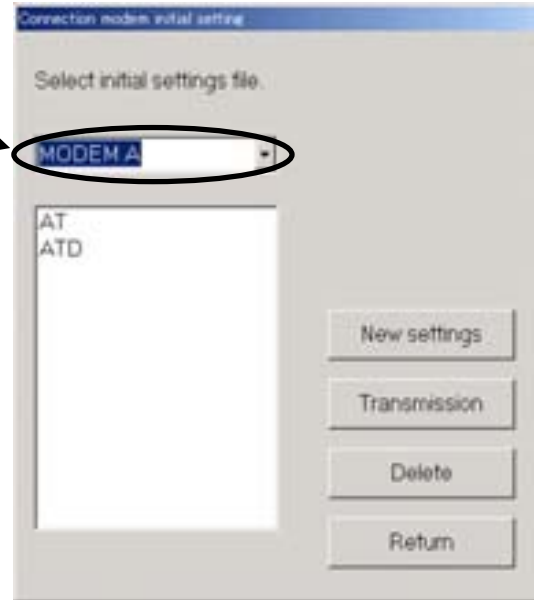 Connection modem initial setting
Select initial settings file.
MODEM A
AT
ATD
New settings
Transmission
Delete
Return